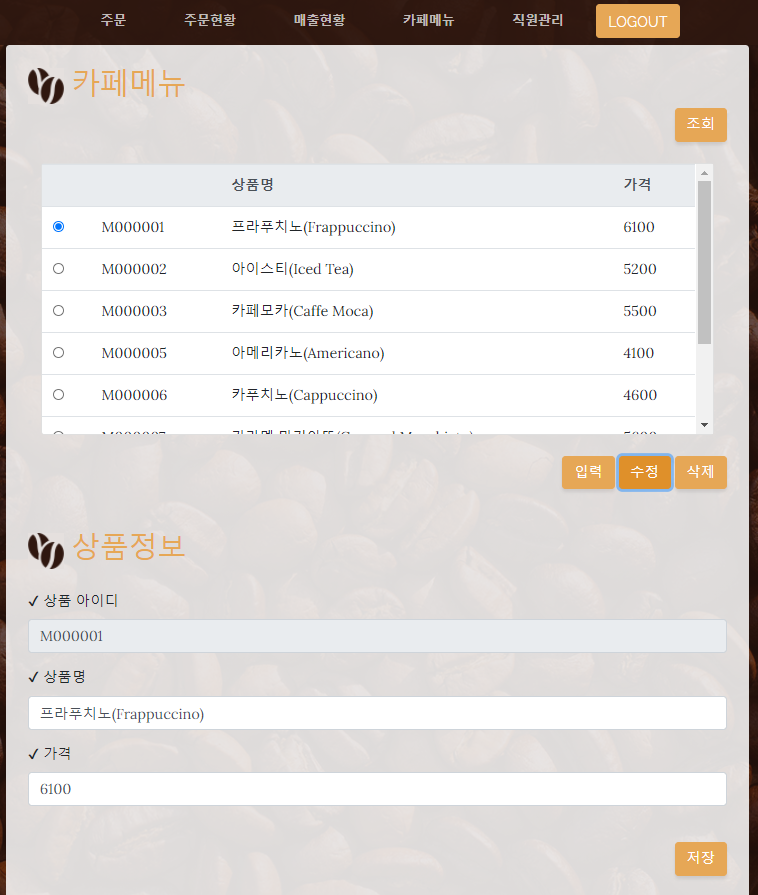 주문 주문현황 매출현황 카페메뉴 직원관리 LOGOUT
카페메뉴
조회
상품명 가격
M000001 프라푸치노(Frappuccino) 6100
M000002 아이스티(Iced Tea) 5200
M000003 카페모카(Caffe Moca) 5500
M000005 아메리카노(Americano) 4100
M000006 카푸치노(Cappuccino) 4600
입력 수정 삭제
상품정보
✓ 상품 아이디
M000001
✓ 상품명
프라푸치노(Frappuccino)
✓ 가격
6100
저장